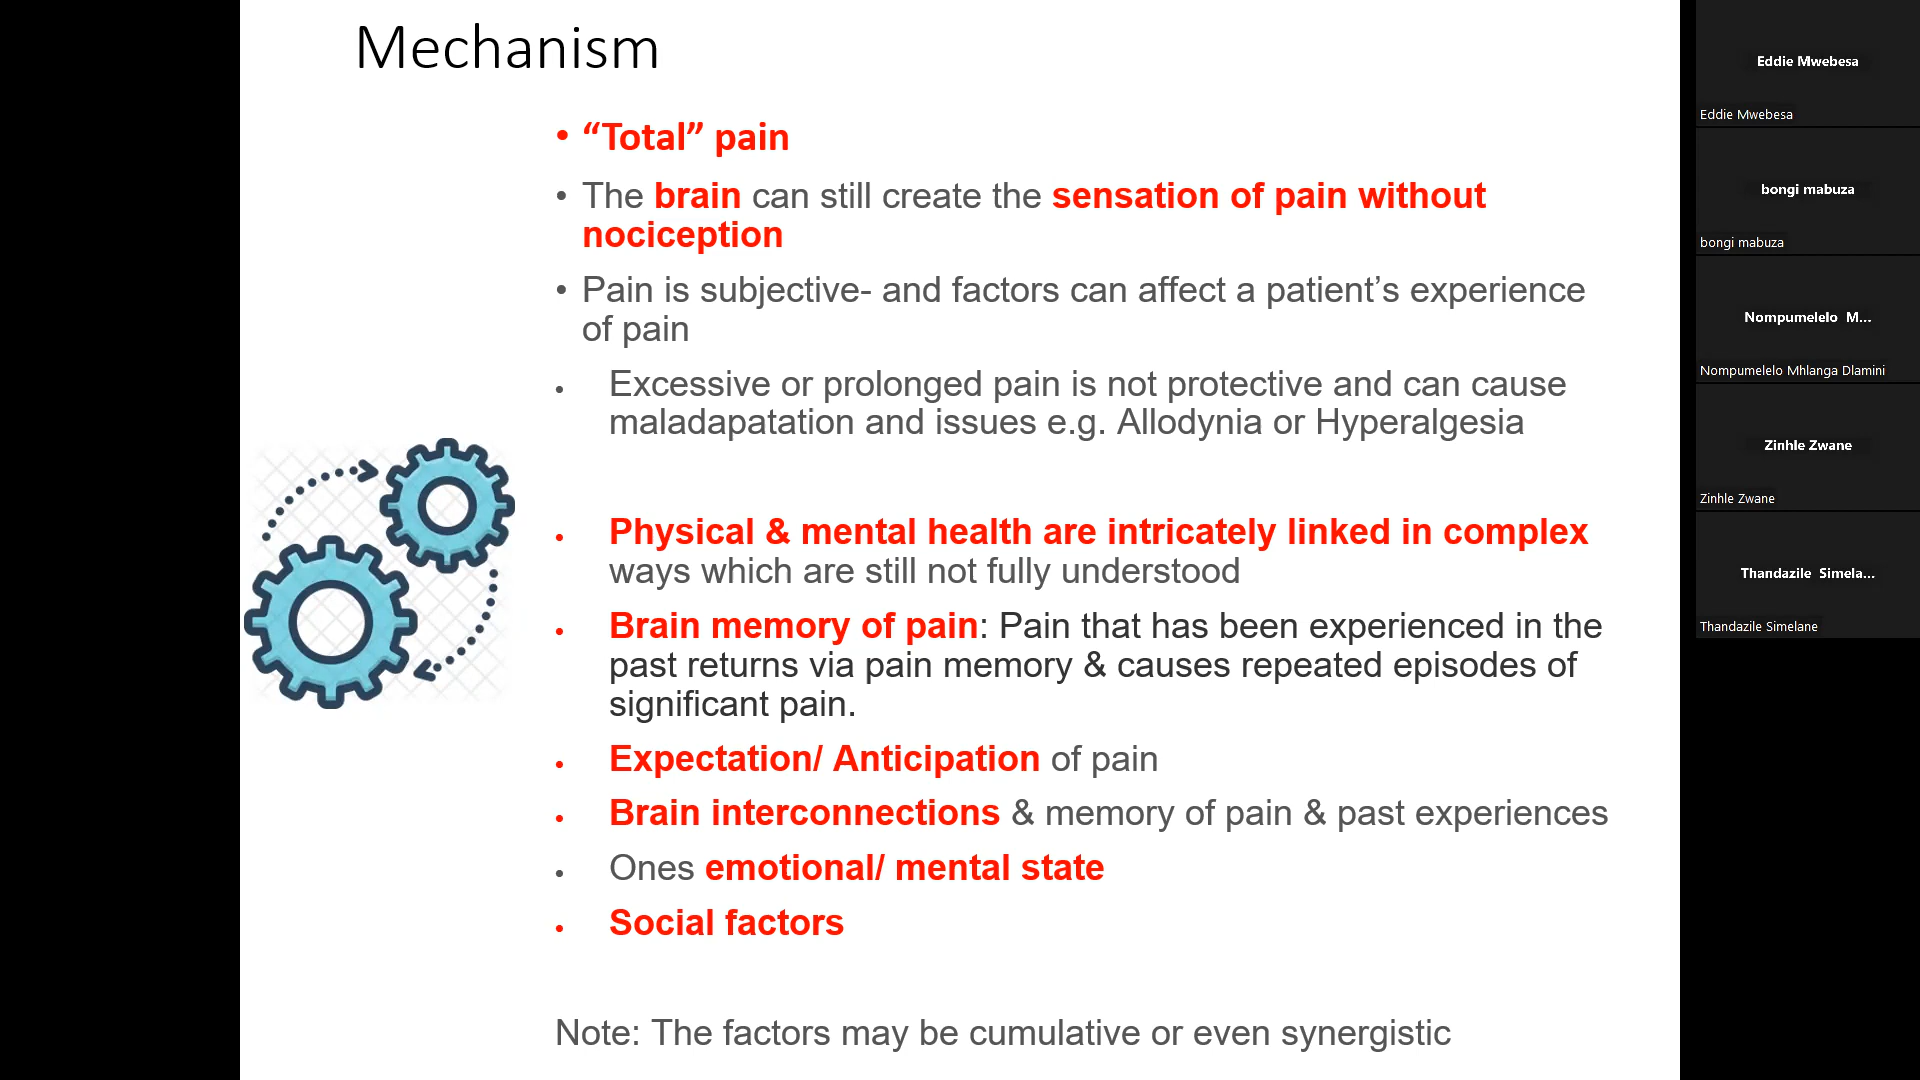 Mechanism
• “Total” pain
• The brain can still create the sensation of pain without
nociception
• Pain is subjective- and factors can affect a patient’s experience
of pain
• Excessive or prolonged pain is not protective and can cause
maladapatation and issues e.g. Allodynia or Hyperalgesia
• Physical & mental health are intricately linked in complex
ways which are still not fully understood
• Brain memory of pain: Pain that has been experienced in the
past returns via pain memory & causes repeated episodes of
significant pain.
• Expectation/ Anticipation of pain
• Brain interconnections & memory of pain & past experiences
• Ones emotional/ mental state
• Social factors
Note: The factors may be cumulative or even synergistic
Eddie Mwebesa
Eddie Mwebesa
bongi mabuza
bongi mabuza
Nompumelelo M...
Nompumelelo Mhlanga Dlamini
Zinhle Zwane
Zinhle Zwane
Thandazile Simela...
Thandazile Simelane